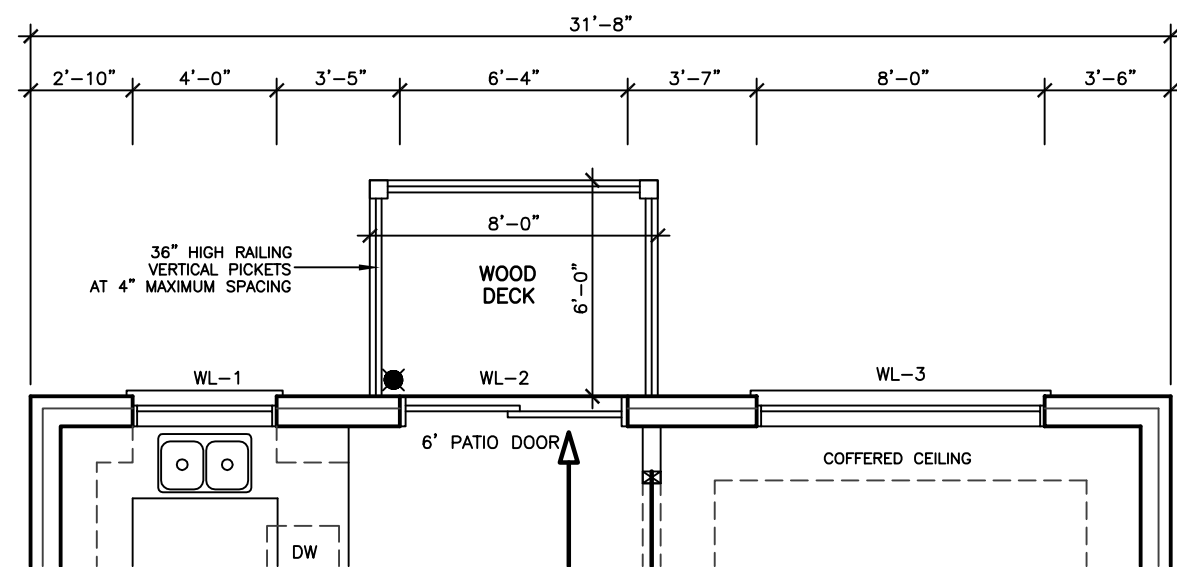 31'-8"
2'-10"
4'-0"
3'-5"
6'-4"
3'-7"
8'-0"
3'-6"
8'-0"
36" HIGH RAILING
VERTICAL PICKETS
AT 4" MAXIMUM SPACING
WOOD
DECK
6'-0"
WL-1
WL-2
WL-3
6' PATIO DOOR
COFFERED CEILING
DW